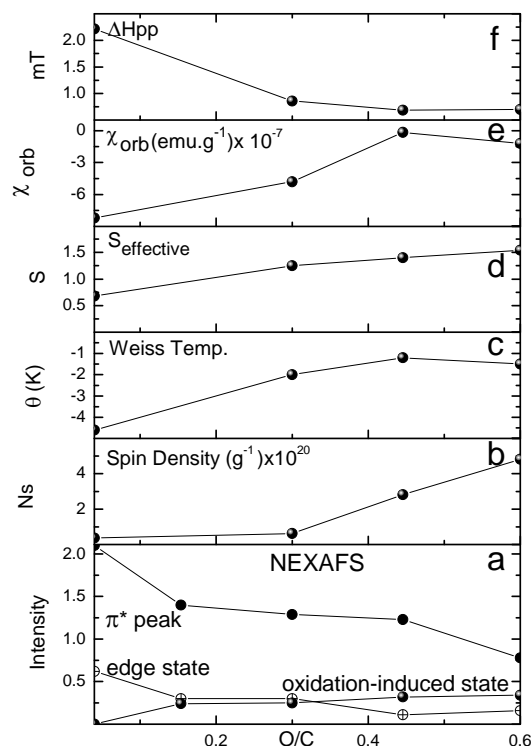 f
ΔHpp
mT
2.0
1.5
1.0
e
χorb(emu.g⁻¹)x 10⁻⁷
χ orb
0
-3
-6
d
Seffective
S
1.5
1.0
0.5
c
Weiss Temp.
θ (K)
-1
-2
-3
-4
b
Spin Density (g⁻¹)x10²⁰
Ns
4
2
a
NEXAFS
Intensity
2.0
1.5
1.0
0.5
π* peak
edge state
oxidation-induced state
0.2 0.4 0.6
O/C